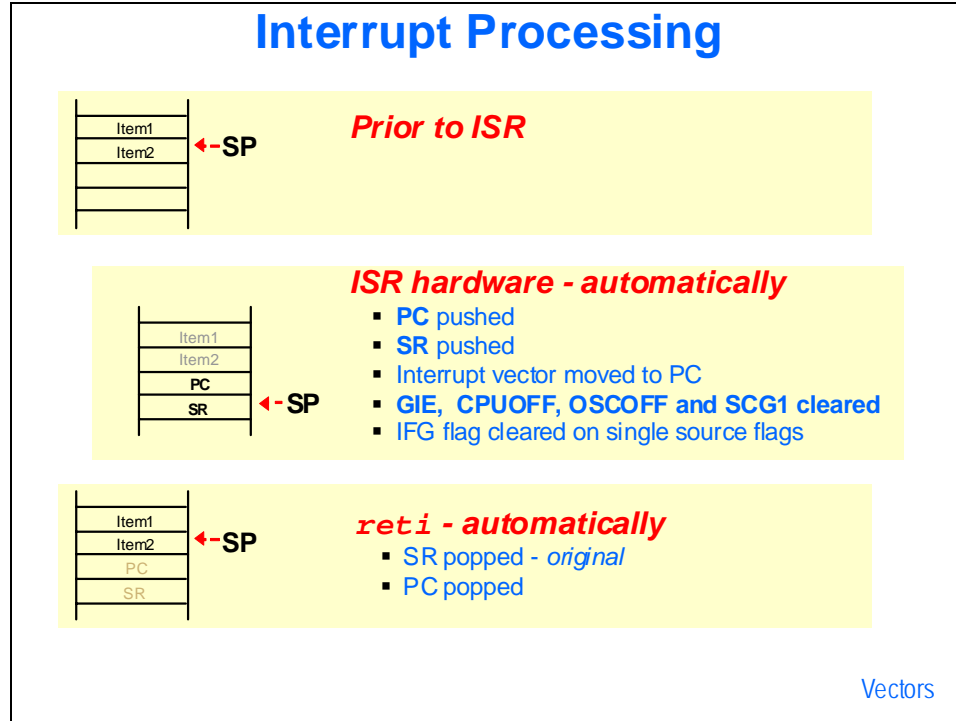 Interrupt Processing
Item1
Item2
SP
Prior to ISR
ISR hardware - automatically
▪ PC pushed
▪ SR pushed
▪ Interrupt vector moved to PC
▪ GIE, CPUOFF, OSCOFF and SCG1 cleared
▪ IFG flag cleared on single source flags
Item1
Item2
PC
SR
SP
Item1
Item2
PC
SR
SP
reti - automatically
▪ SR popped - original
▪ PC popped
Vectors